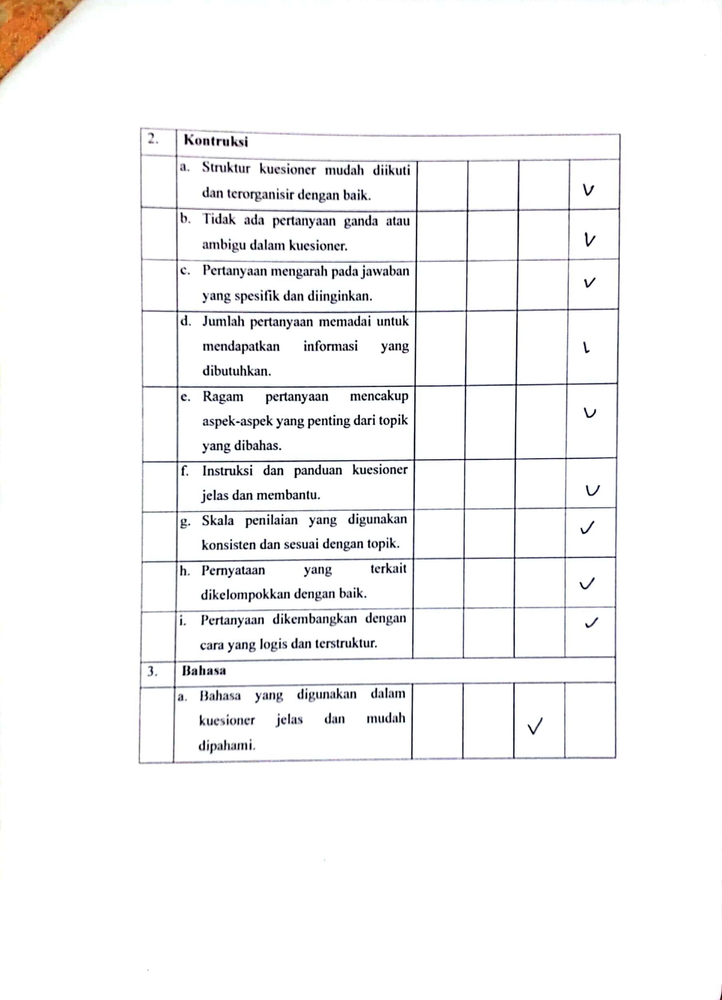 2. Kontruksi
a. Struktur kuesioner mudah diikuti
dan terorganisir dengan baik.
✓
b. Tidak ada pertanyaan ganda atau
ambigu dalam kuesioner.
✓
c. Pertanyaan mengarah pada jawaban
yang spesifik dan diinginkan.
✓
d. Jumlah pertanyaan memadai untuk
mendapatkan informasi yang
dibutuhkan.
✓
e. Ragam pertanyaan mencakup
aspek-aspek yang penting dari topik
yang dibahas.
✓
f. Instruksi dan panduan kuesioner
jelas dan membantu.
✓
g. Skala penilaian yang digunakan
konsisten dan sesuai dengan topik.
✓
h. Pernyataan yang terkait
dikelompokkan dengan baik.
✓
i. Pertanyaan dikembangkan dengan
cara yang logis dan terstruktur.
✓
3. Bahasa
a. Bahasa yang digunakan dalam
kuesioner jelas dan mudah
dipahami.
✓